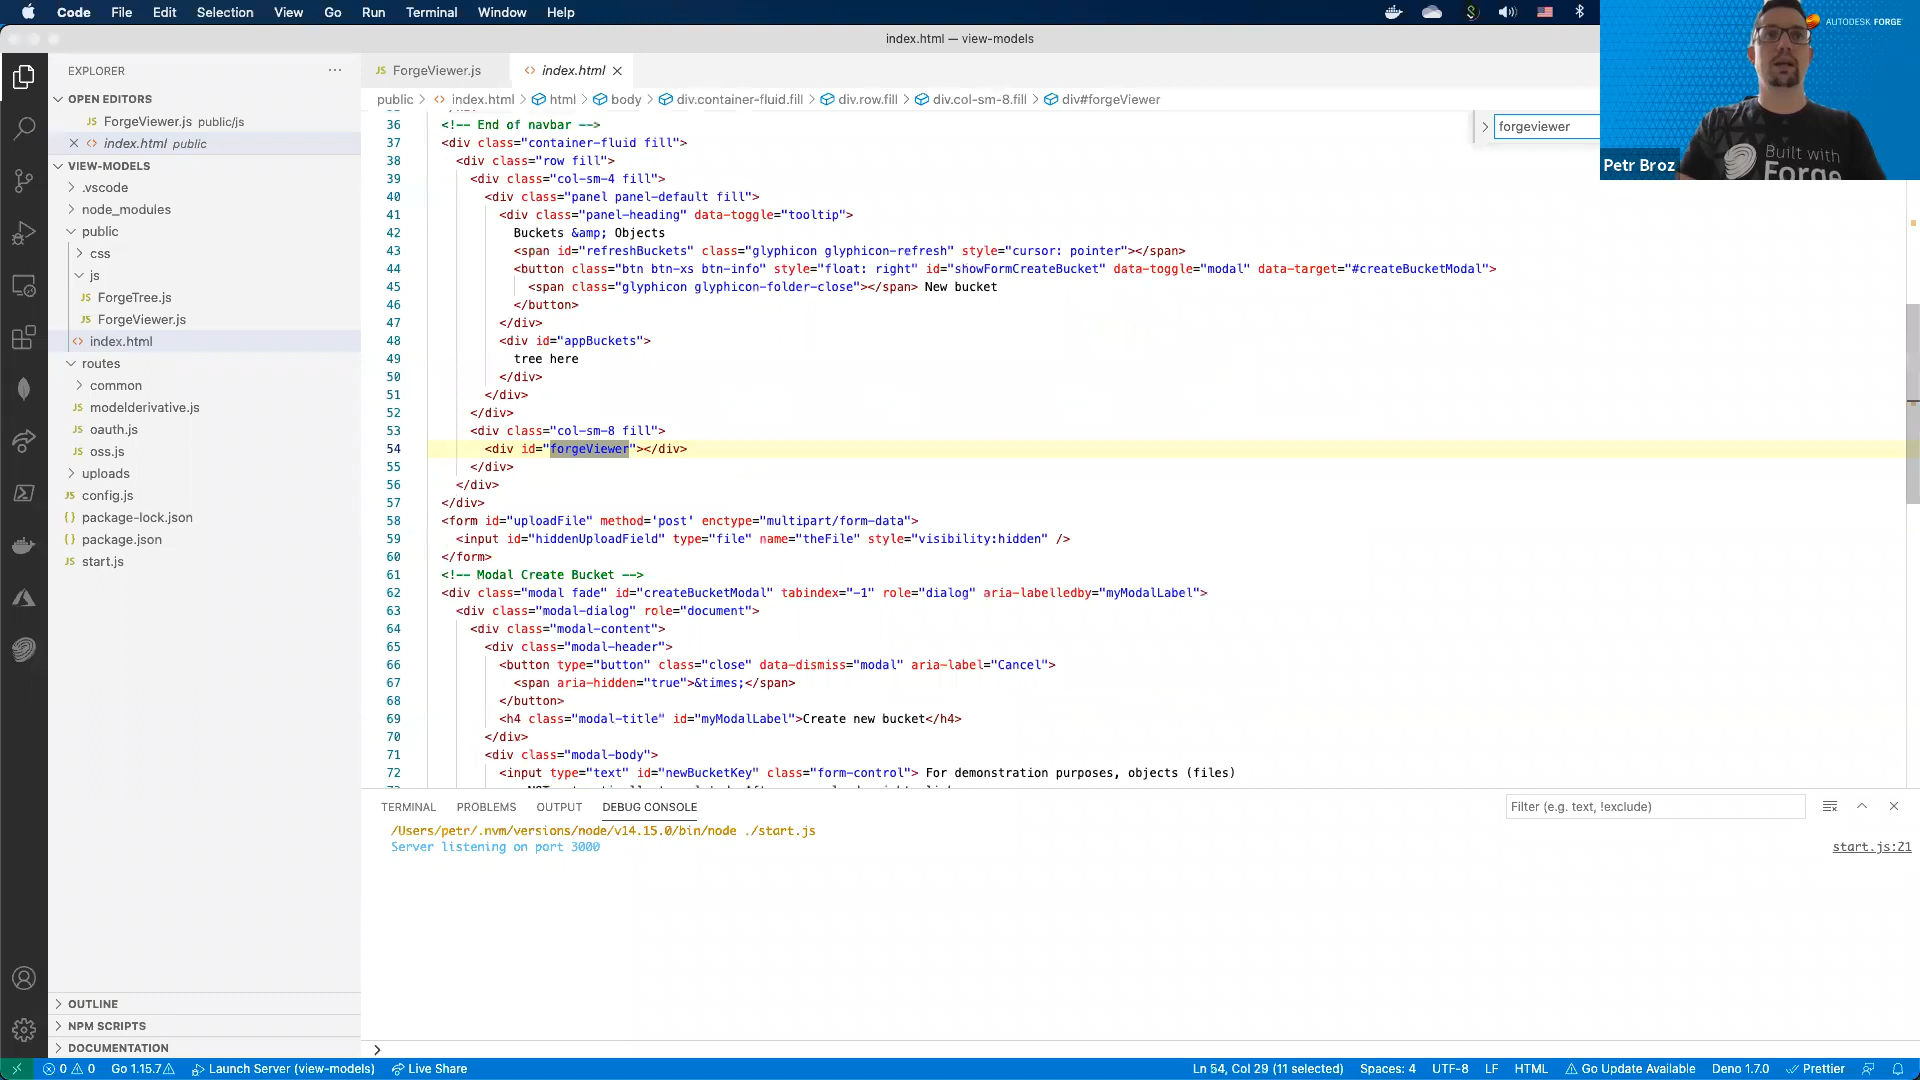 Code File Edit Selection View Go Run Terminal Window Help
index.html — view-models
AUTODESK FORGE
Built with
Forge
Petr Broz
EXPLORER
OPEN EDITORS
ForgeViewer.js public/js
index.html public
VIEW-MODELS
.vscode
node_modules
public
css
js
ForgeTree.js
ForgeViewer.js
index.html
routes
common
modelderivative.js
oauth.js
oss.js
uploads
config.js
package-lock.json
package.json
start.js
OUTLINE
NPM SCRIPTS
DOCUMENTATION
JS ForgeViewer.js <> index.html
public > index.html > html > body > div.container-fluid.fill > div.row.fill > div.col-sm-8.fill > div#forgeViewer
forgeviewer
36 <!-- End of navbar -->
37 <div class="container-fluid fill">
38 <div class="row fill">
39 <div class="col-sm-4 fill">
40 <div class="panel panel-default fill">
41 <div class="panel-heading" data-toggle="tooltip">
42 Buckets &amp; Objects
43 <span id="refreshBuckets" class="glyphicon glyphicon-refresh" style="cursor: pointer"></span>
44 <button class="btn btn-xs btn-info" style="float: right" id="showFormCreateBucket" data-toggle="modal" data-target="#createBucketModal">
45 <span class="glyphicon glyphicon-folder-close"></span> New bucket
46 </button>
47 </div>
48 <div id="appBuckets">
49 tree here
50 </div>
51 </div>
52 </div>
53 <div class="col-sm-8 fill">
54 <div id="forgeViewer"></div>
55 </div>
56 </div>
57 </div>
58 <form id="uploadFile" method='post' enctype="multipart/form-data">
59 <input id="hiddenUploadField" type="file" name="theFile" style="visibility:hidden" />
60 </form>
61 <!-- Modal Create Bucket -->
62 <div class="modal fade" id="createBucketModal" tabindex="-1" role="dialog" aria-labelledby="myModalLabel">
63 <div class="modal-dialog" role="document">
64 <div class="modal-content">
65 <div class="modal-header">
66 <button type="button" class="close" data-dismiss="modal" aria-label="Cancel">
67 <span aria-hidden="true">&times;</span>
68 </button>
69 <h4 class="modal-title" id="myModalLabel">Create new bucket</h4>
70 </div>
71 <div class="modal-body">
72 <input type="text" id="newBucketKey" class="form-control"> For demonstration purposes, objects (files)
TERMINAL PROBLEMS OUTPUT DEBUG CONSOLE Filter (e.g. text, !exclude)
/Users/petr/.nvm/versions/node/v14.15.0/bin/node ./start.js
Server listening on port 3000 start.js:21
0 0 Go 1.15.7 Launch Server (view-models) Live Share Ln 54, Col 29 (11 selected) Spaces: 4 UTF-8 LF HTML Go Update Available Deno 1.7.0 Prettier